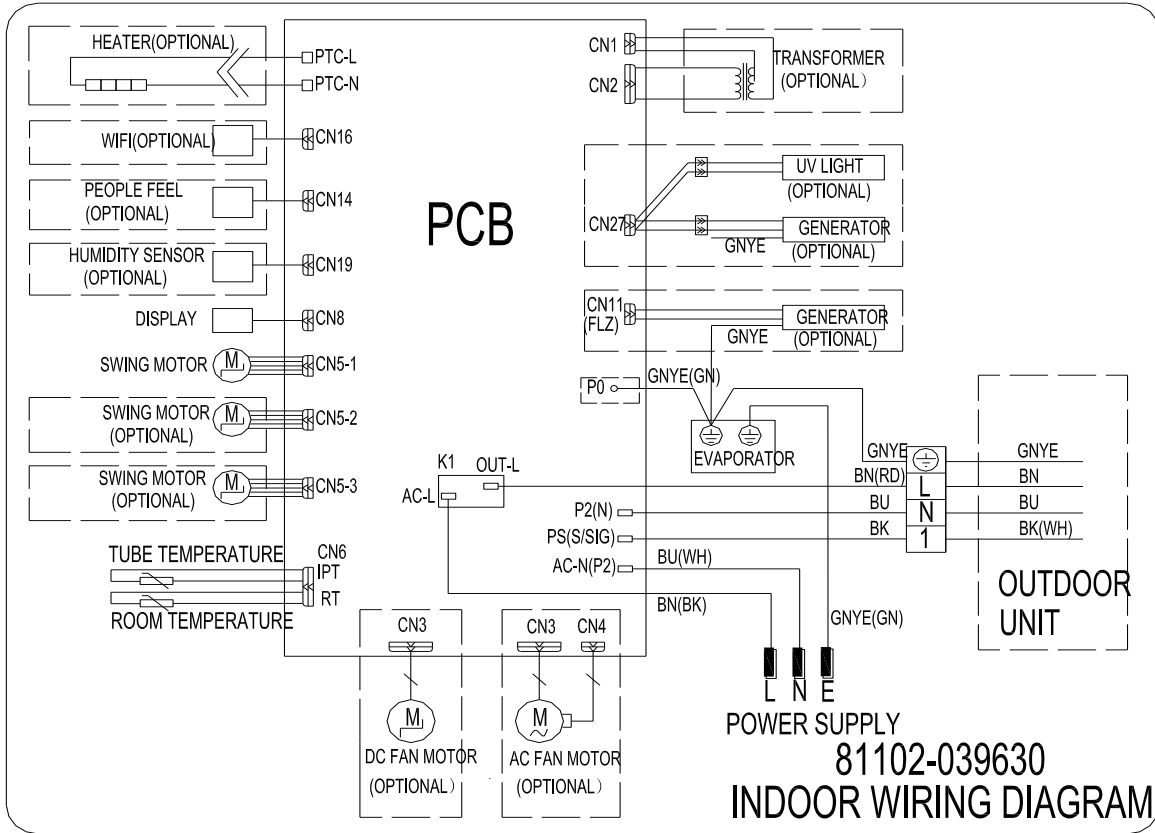 HEATER(OPTIONAL)
PTC-L
PTC-N
WIFI(OPTIONAL)
CN16
PEOPLE FEEL
(OPTIONAL)
CN14
HUMIDITY SENSOR
(OPTIONAL)
CN19
DISPLAY
CN8
SWING MOTOR
M
CN5-1
SWING MOTOR
(OPTIONAL)
M
CN5-2
SWING MOTOR
(OPTIONAL)
M
CN5-3
TUBE TEMPERATURE
CN6
IPT
RT
ROOM TEMPERATURE
PCB
CN1
CN2
TRANSFORMER
(OPTIONAL)
CN27
UV LIGHT
(OPTIONAL)
GENERATOR
(OPTIONAL)
GNYE
CN11
(FLZ)
GENERATOR
(OPTIONAL)
GNYE
P0
GNYE(GN)
EVAPORATOR
K1
OUT-L
AC-L
P2(N)
PS(S/SIG)
AC-N(P2)
BU(WH)
BN(BK)
GNYE(GN)
GNYE
BN(RD)
BU
BK
L
N
1
GNYE
BN
BU
BK(WH)
OUTDOOR
UNIT
CN3
M
DC FAN MOTOR
(OPTIONAL)
CN3
CN4
M
AC FAN MOTOR
(OPTIONAL)
L N E
POWER SUPPLY
81102-039630
INDOOR WIRING DIAGRAM